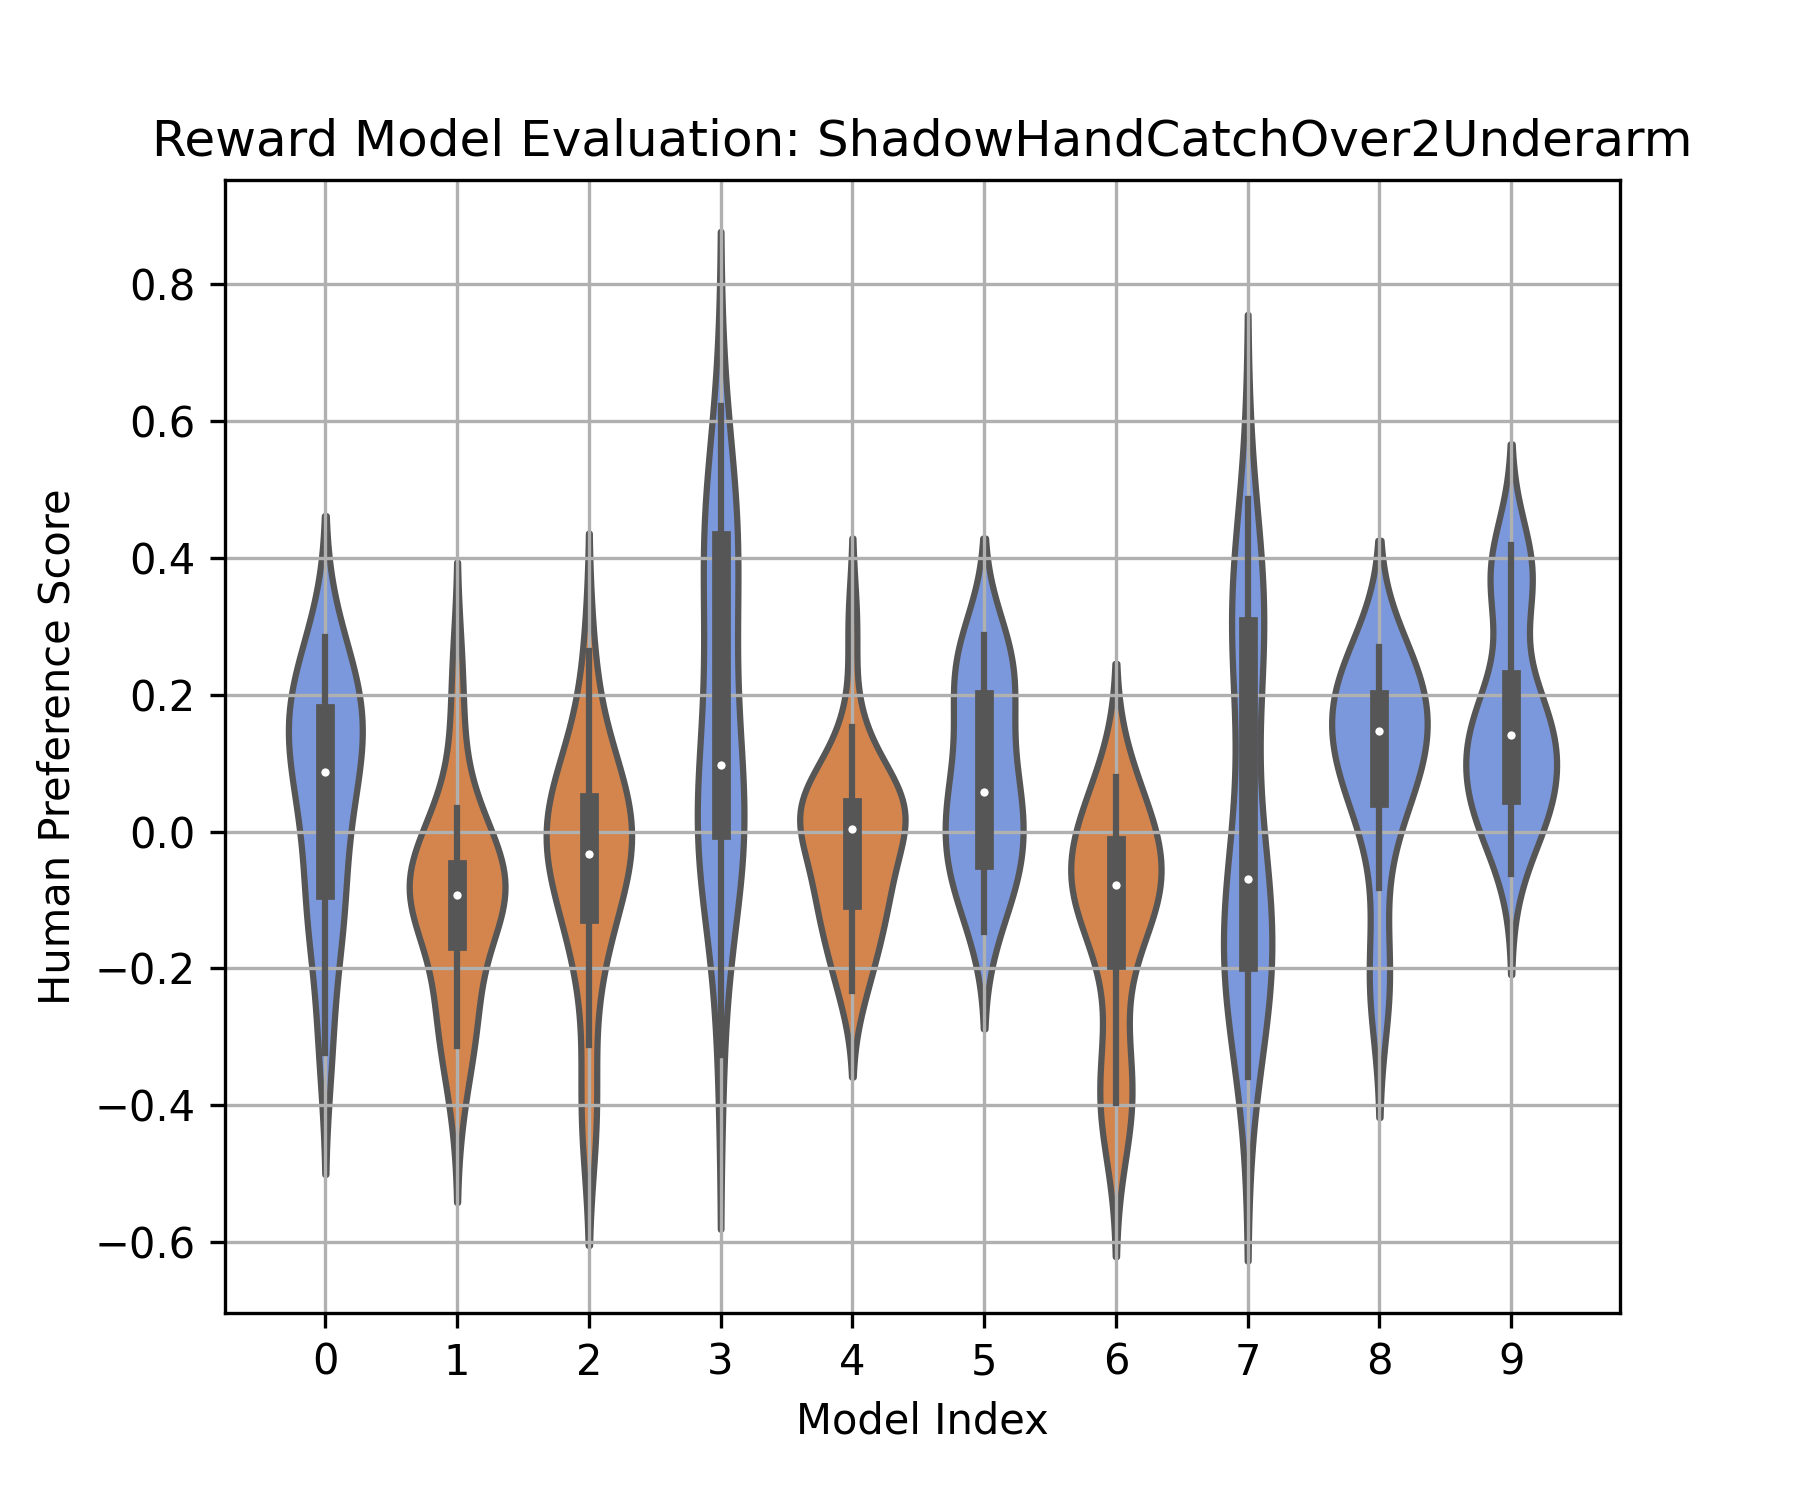 Reward Model Evaluation: ShadowHandCatchOver2Underarm
Human Preference Score
0.8
0.6
0.4
0.2
0.0
−0.2
−0.4
−0.6
0 1 2 3 4 5 6 7 8 9
Model Index